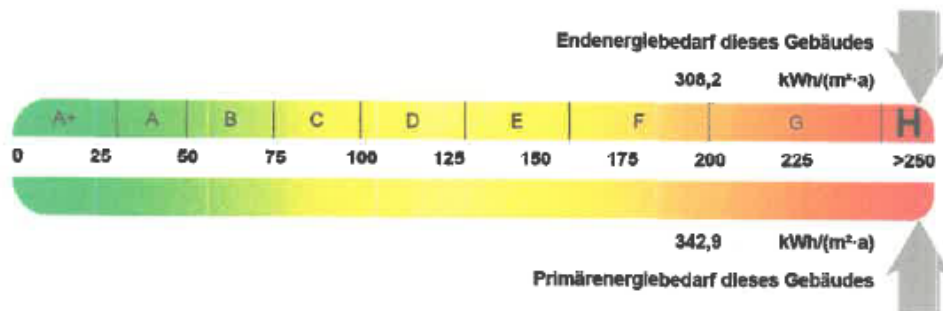 Endenergiebedarf dieses Gebäudes
308,2 kWh/(m²·a)
A+ A B C D E F G H
0 25 50 75 100 125 150 175 200 225 >250
342,9 kWh/(m²·a)
Primärenergiebedarf dieses Gebäudes